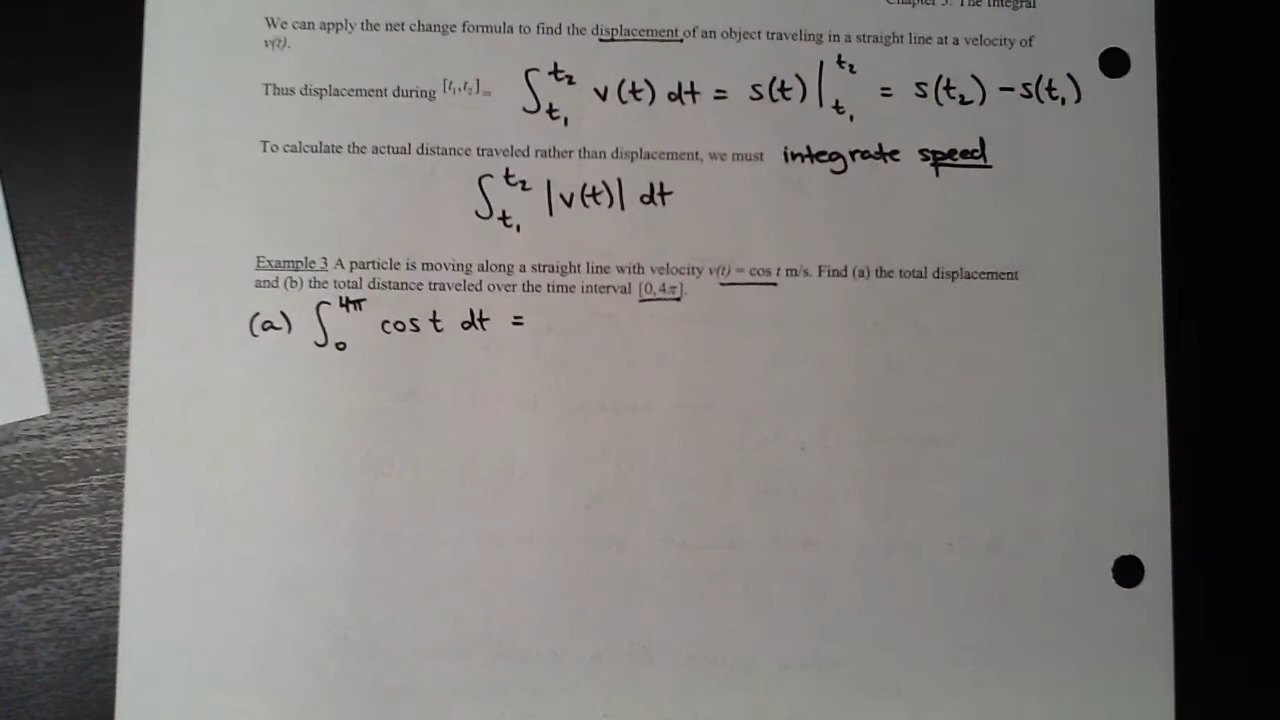 Chapter 5: The Integral
We can apply the net change formula to find the displacement of an object traveling in a straight line at a velocity of
v(t).
Thus displacement during [t₁,t₂] = ∫_{t₁}^{t₂} v(t) dt = s(t)|_{t₁}^{t₂} = s(t₂) - s(t₁)
To calculate the actual distance traveled rather than displacement, we must integrate speed
∫_{t₁}^{t₂} |v(t)| dt
Example 3 A particle is moving along a straight line with velocity v(t) = cos t m/s. Find (a) the total displacement
and (b) the total distance traveled over the time interval [0,4π].
(a) ∫_0^{4π} cos t dt =